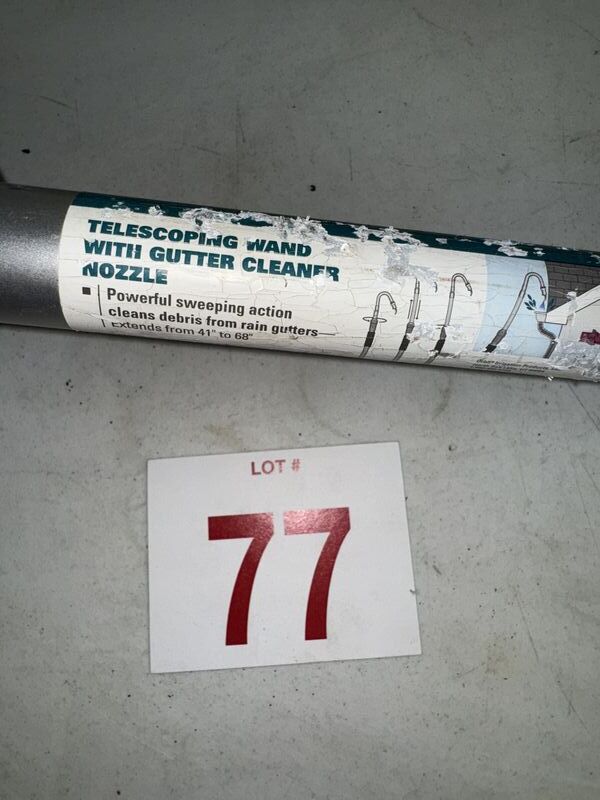 TELESCOPING WAND
WITH GUTTER CLEANER
NOZZLE
Powerful sweeping action
cleans debris from rain gutters
Extends from 41" to 68"
LOT #
77